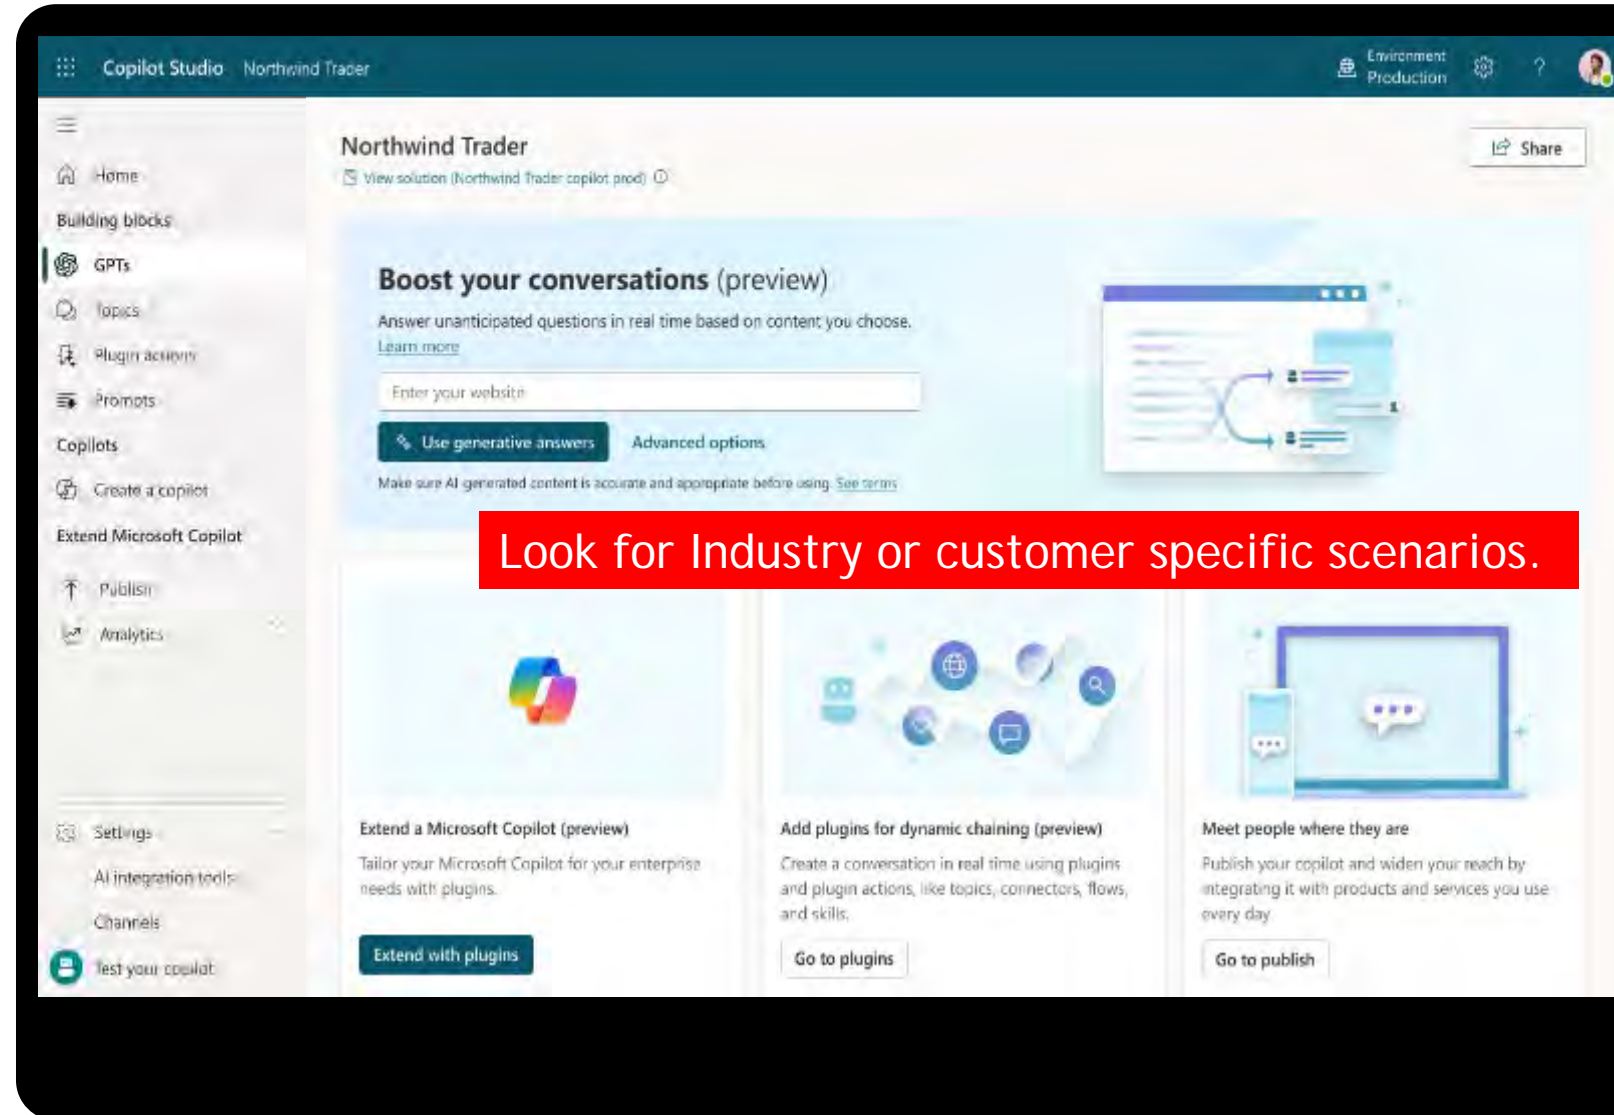 Copilot Studio Northwind Trader
Environment
Production
?
Home
Building blocks
GPTs
Topics
Plugin actions
Prompts
Copilots
Create a copilot
Extend Microsoft Copilot
Publish
Analytics
Settings
AI integration tools
Channels
Test your copilot
Northwind Trader
View solution (Northwind Trader copilot prod)
Share
Boost your conversations (preview)
Answer unanticipated questions in real time based on content you choose.
Learn more
Enter your website
Use generative answers Advanced options
Make sure AI generated content is accurate and appropriate before using. See terms
Look for Industry or customer specific scenarios.
Extend a Microsoft Copilot (preview)
Tailor your Microsoft Copilot for your enterprise
needs with plugins.
Extend with plugins
Add plugins for dynamic chaining (preview)
Create a conversation in real time using plugins
and plugin actions, like topics, connectors, flows,
and skills.
Go to plugins
Meet people where they are
Publish your copilot and widen your reach by
integrating it with products and services you use
every day
Go to publish